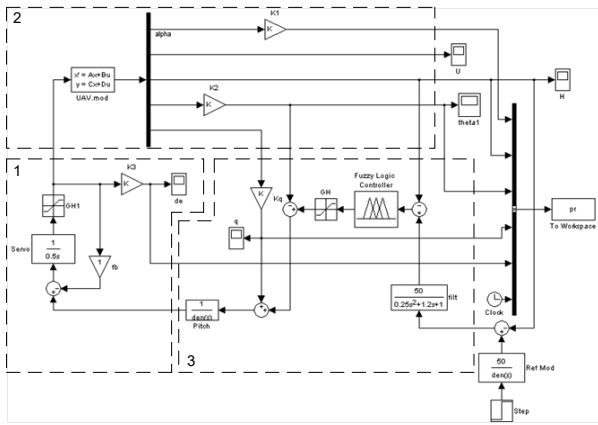 2
K1
alpha
K
U
x' = Ax+Bu
y = Cx+Du
UAV.mod
K2
K
H
theta1
1
K3
K
de
GH1
Fuzzy Logic
Controller
K
Kq
GH
q
pr
To Workspace
Servo
1
0.5s
1
fb
50
0.25s²+1.2s+1
filt
Clock
1
den(s)
Pitch
3
50
den(s)
Ref Mod
Step